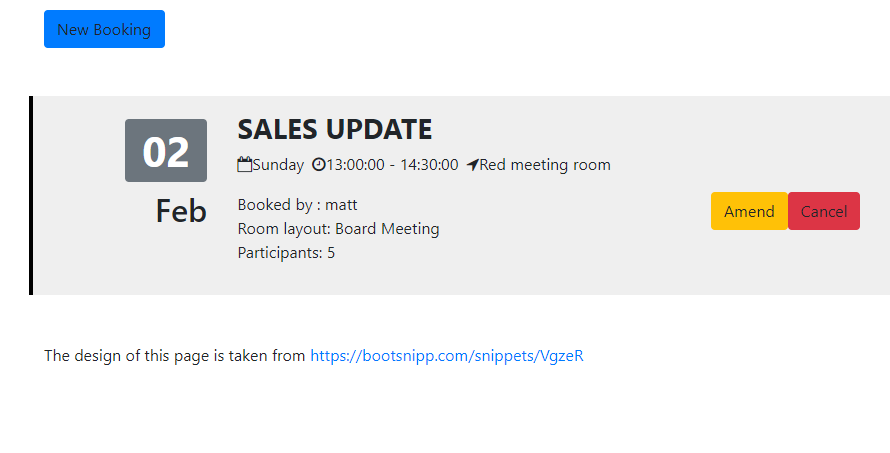 New Booking
02
SALES UPDATE
Sunday 13:00:00 - 14:30:00 Red meeting room
Feb
Booked by : matt
Room layout: Board Meeting
Participants: 5
Amend Cancel
The design of this page is taken from https://bootsnipp.com/snippets/VgzeR